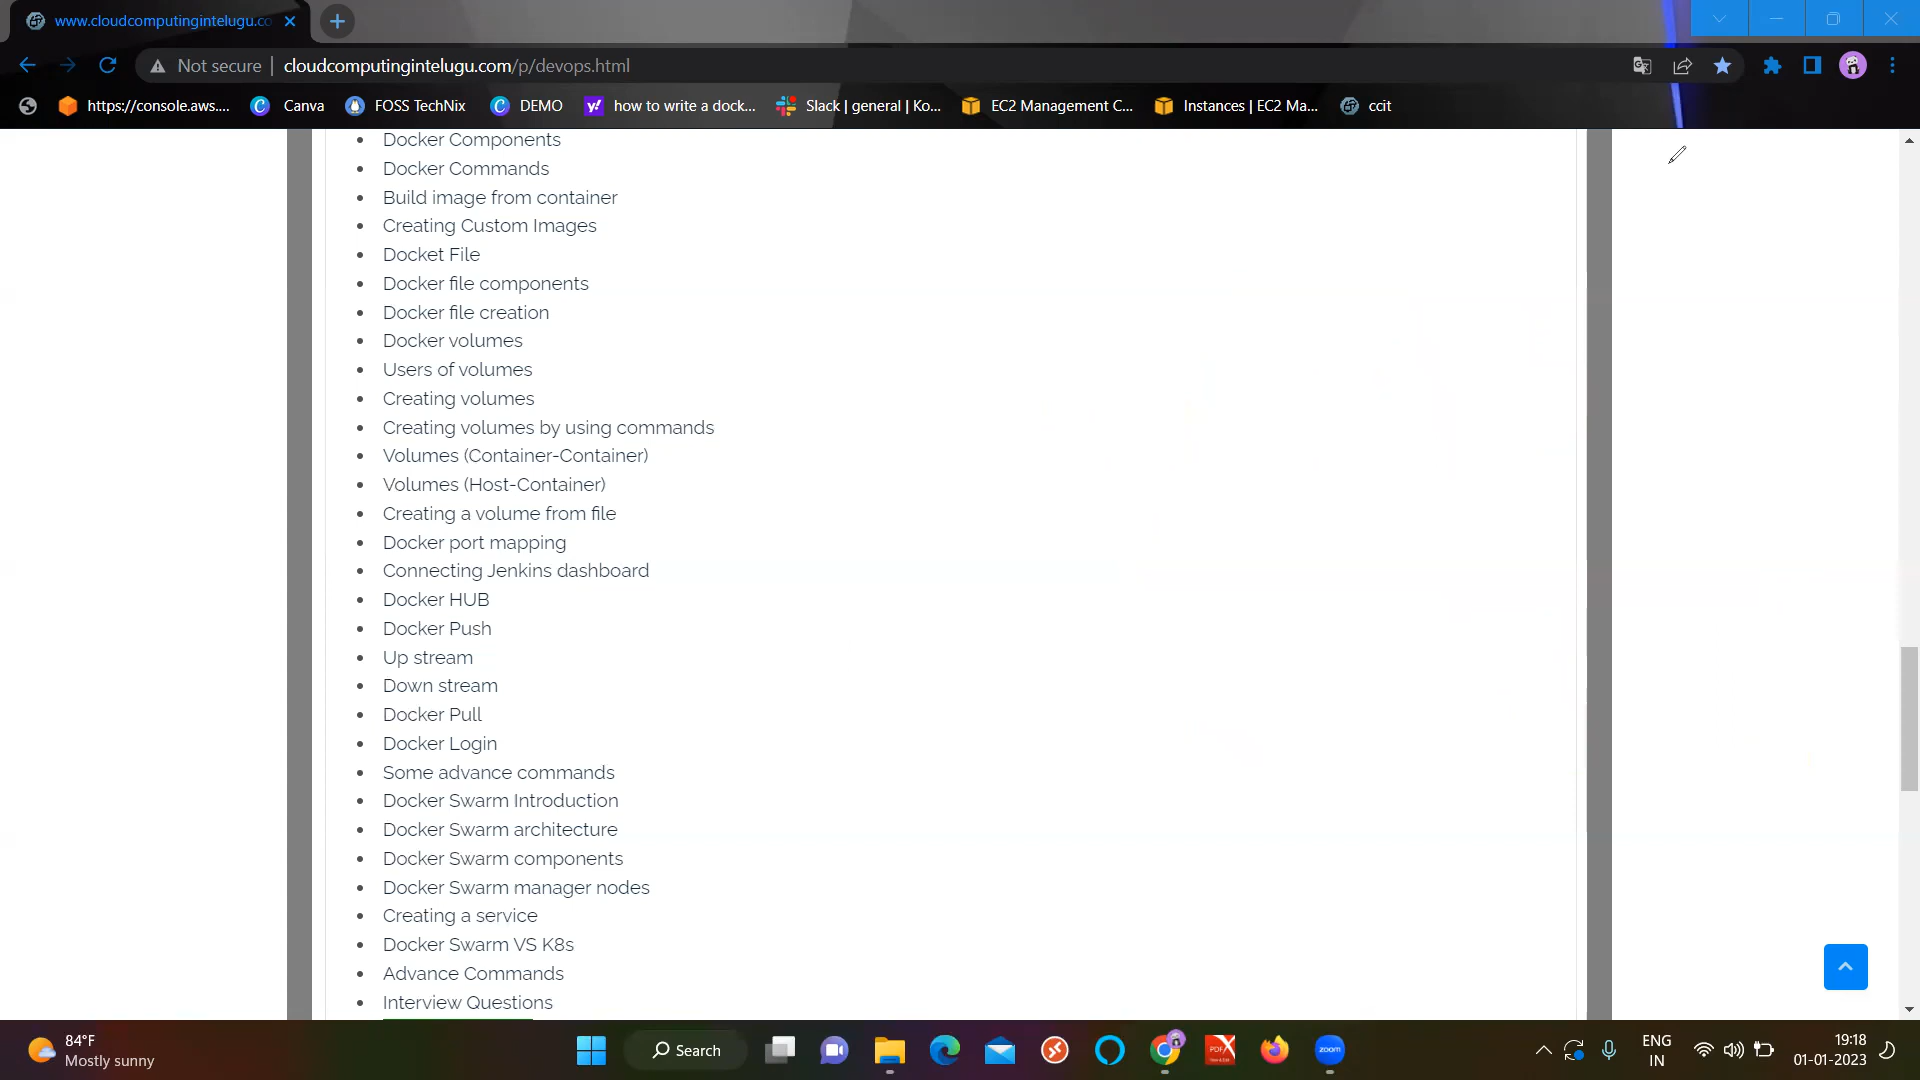 www.cloudcomputingintelugu.co
Not secure cloudcomputingintelugu.com/p/devops.html
https://console.aws.... Canva FOSS TechNix DEMO how to write a dock... Slack | general | Ko... EC2 Management C... Instances | EC2 Ma... ccit
Docker Components
Docker Commands
Build image from container
Creating Custom Images
Docket File
Docker file components
Docker file creation
Docker volumes
Users of volumes
Creating volumes
Creating volumes by using commands
Volumes (Container-Container)
Volumes (Host-Container)
Creating a volume from file
Docker port mapping
Connecting Jenkins dashboard
Docker HUB
Docker Push
Up stream
Down stream
Docker Pull
Docker Login
Some advance commands
Docker Swarm Introduction
Docker Swarm architecture
Docker Swarm components
Docker Swarm manager nodes
Creating a service
Docker Swarm VS K8s
Advance Commands
Interview Questions
84°F
Mostly sunny
Search
zoom
ENG
IN
19:18
01-01-2023